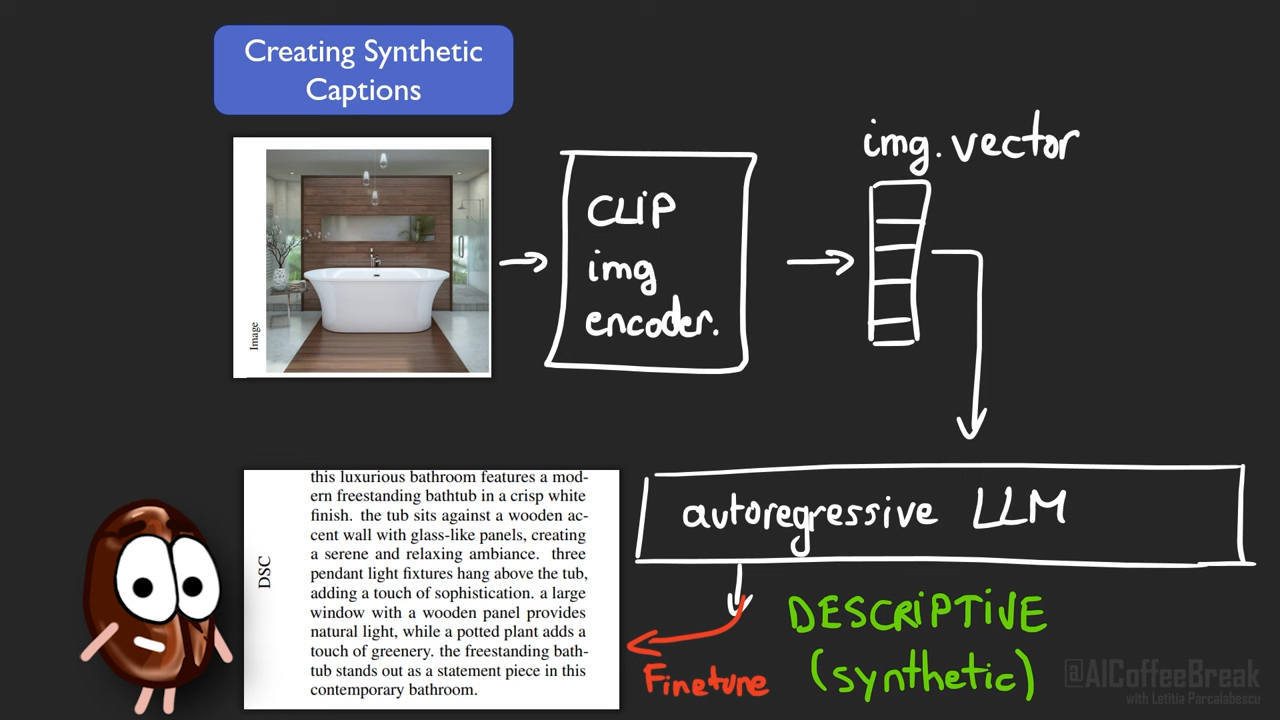 Creating Synthetic
Captions
Image
CLIP
img
encoder.
img. vector
autoregressive LLM
DSC
this luxurious bathroom features a mod-
ern freestanding bathtub in a crisp white
finish. the tub sits against a wooden ac-
cent wall with glass-like panels, creating
a serene and relaxing ambiance. three
pendant light fixtures hang above the tub,
adding a touch of sophistication. a large
window with a wooden panel provides
natural light, while a potted plant adds a
touch of greenery. the freestanding bath-
tub stands out as a statement piece in this
contemporary bathroom.
Finetune
DESCRIPTIVE
(synthetic)
@AICoffeeBreak
with Letitia Parcalabescu